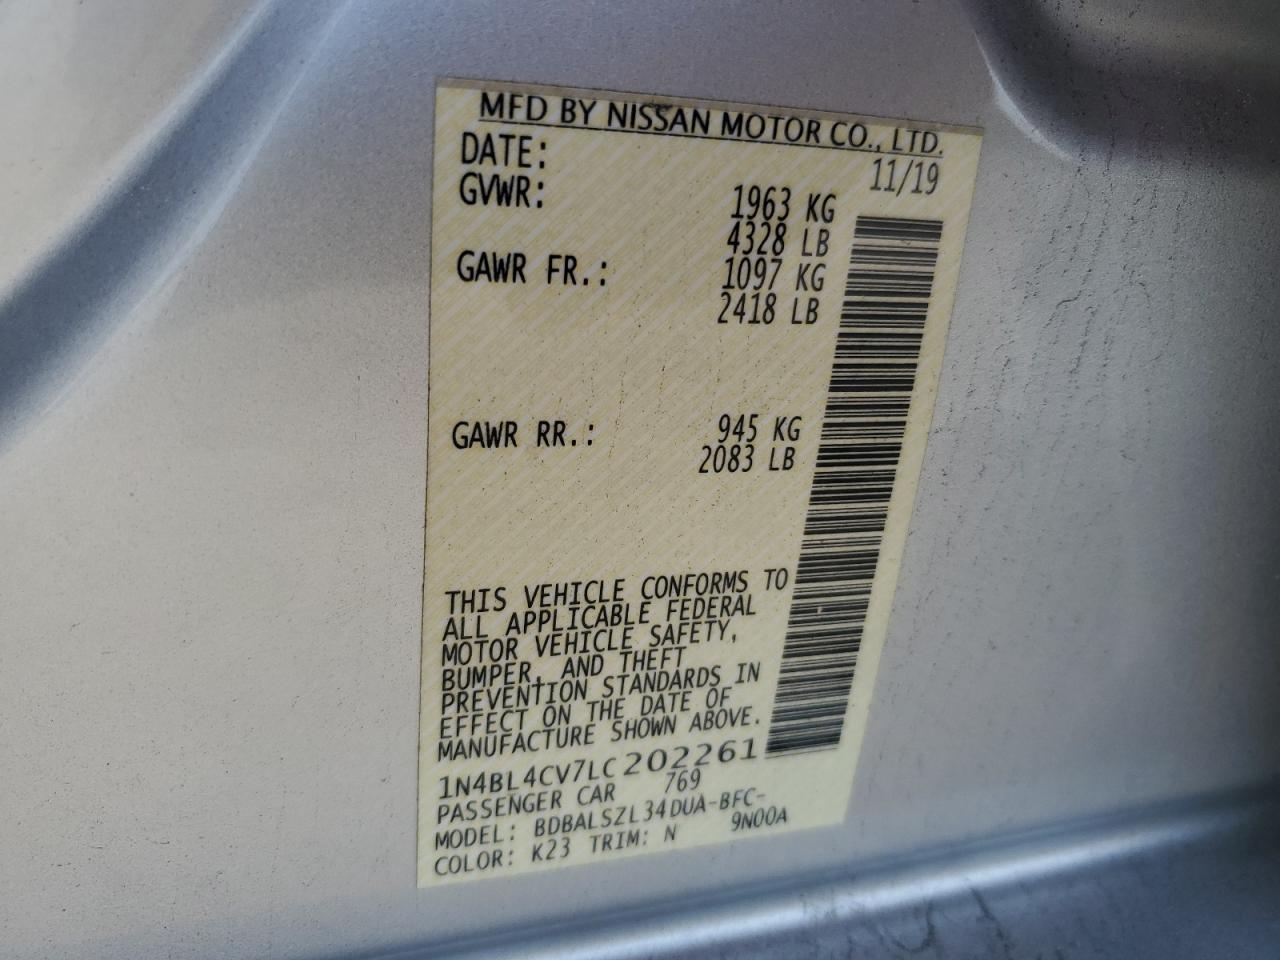 MFD BY NISSAN MOTOR CO., LTD.
DATE: 11/19
GVWR: 1963 KG
4328 LB
GAWR FR.: 1097 KG
2418 LB
GAWR RR.: 945 KG
2083 LB
THIS VEHICLE CONFORMS TO
ALL APPLICABLE FEDERAL
MOTOR VEHICLE SAFETY,
BUMPER, AND THEFT
PREVENTION STANDARDS IN
EFFECT ON THE DATE OF
MANUFACTURE SHOWN ABOVE.
1N4BL4CV7LC202261
PASSENGER CAR 769
MODEL: BDBALSZL34DUA-BFC-
COLOR: K23 TRIM: N 9N00A